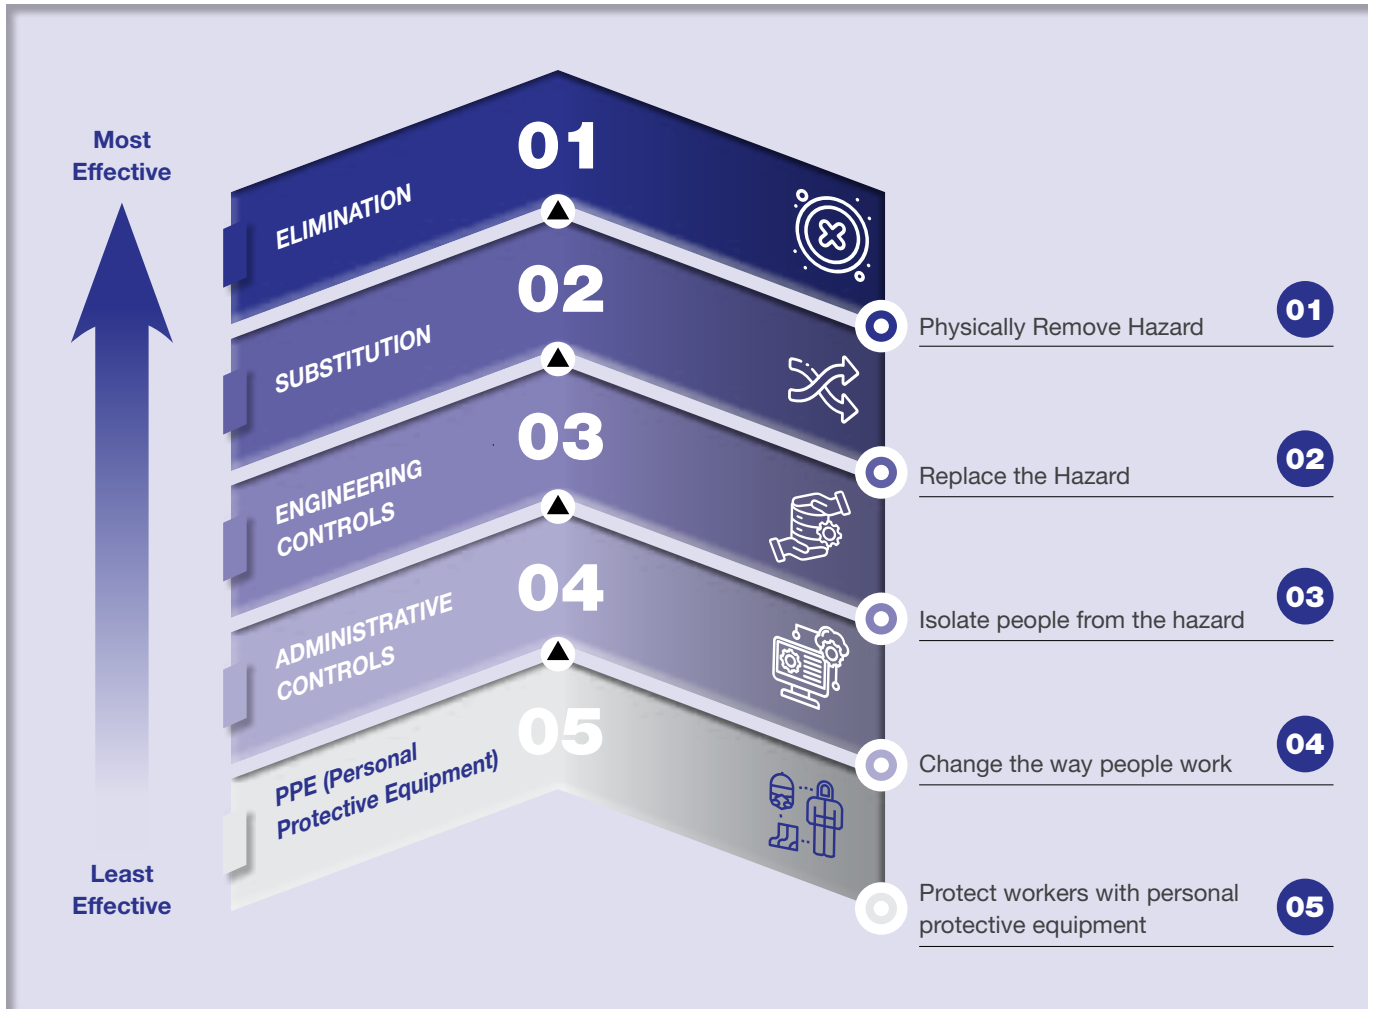 Most
Effective
01
ELIMINATION
02
SUBSTITUTION
03
ENGINEERING
CONTROLS
04
ADMINISTRATIVE
CONTROLS
05
PPE (Personal
Protective Equipment)
Least
Effective
Physically Remove Hazard
01
Replace the Hazard
02
Isolate people from the hazard
03
Change the way people work
04
Protect workers with personal
protective equipment
05